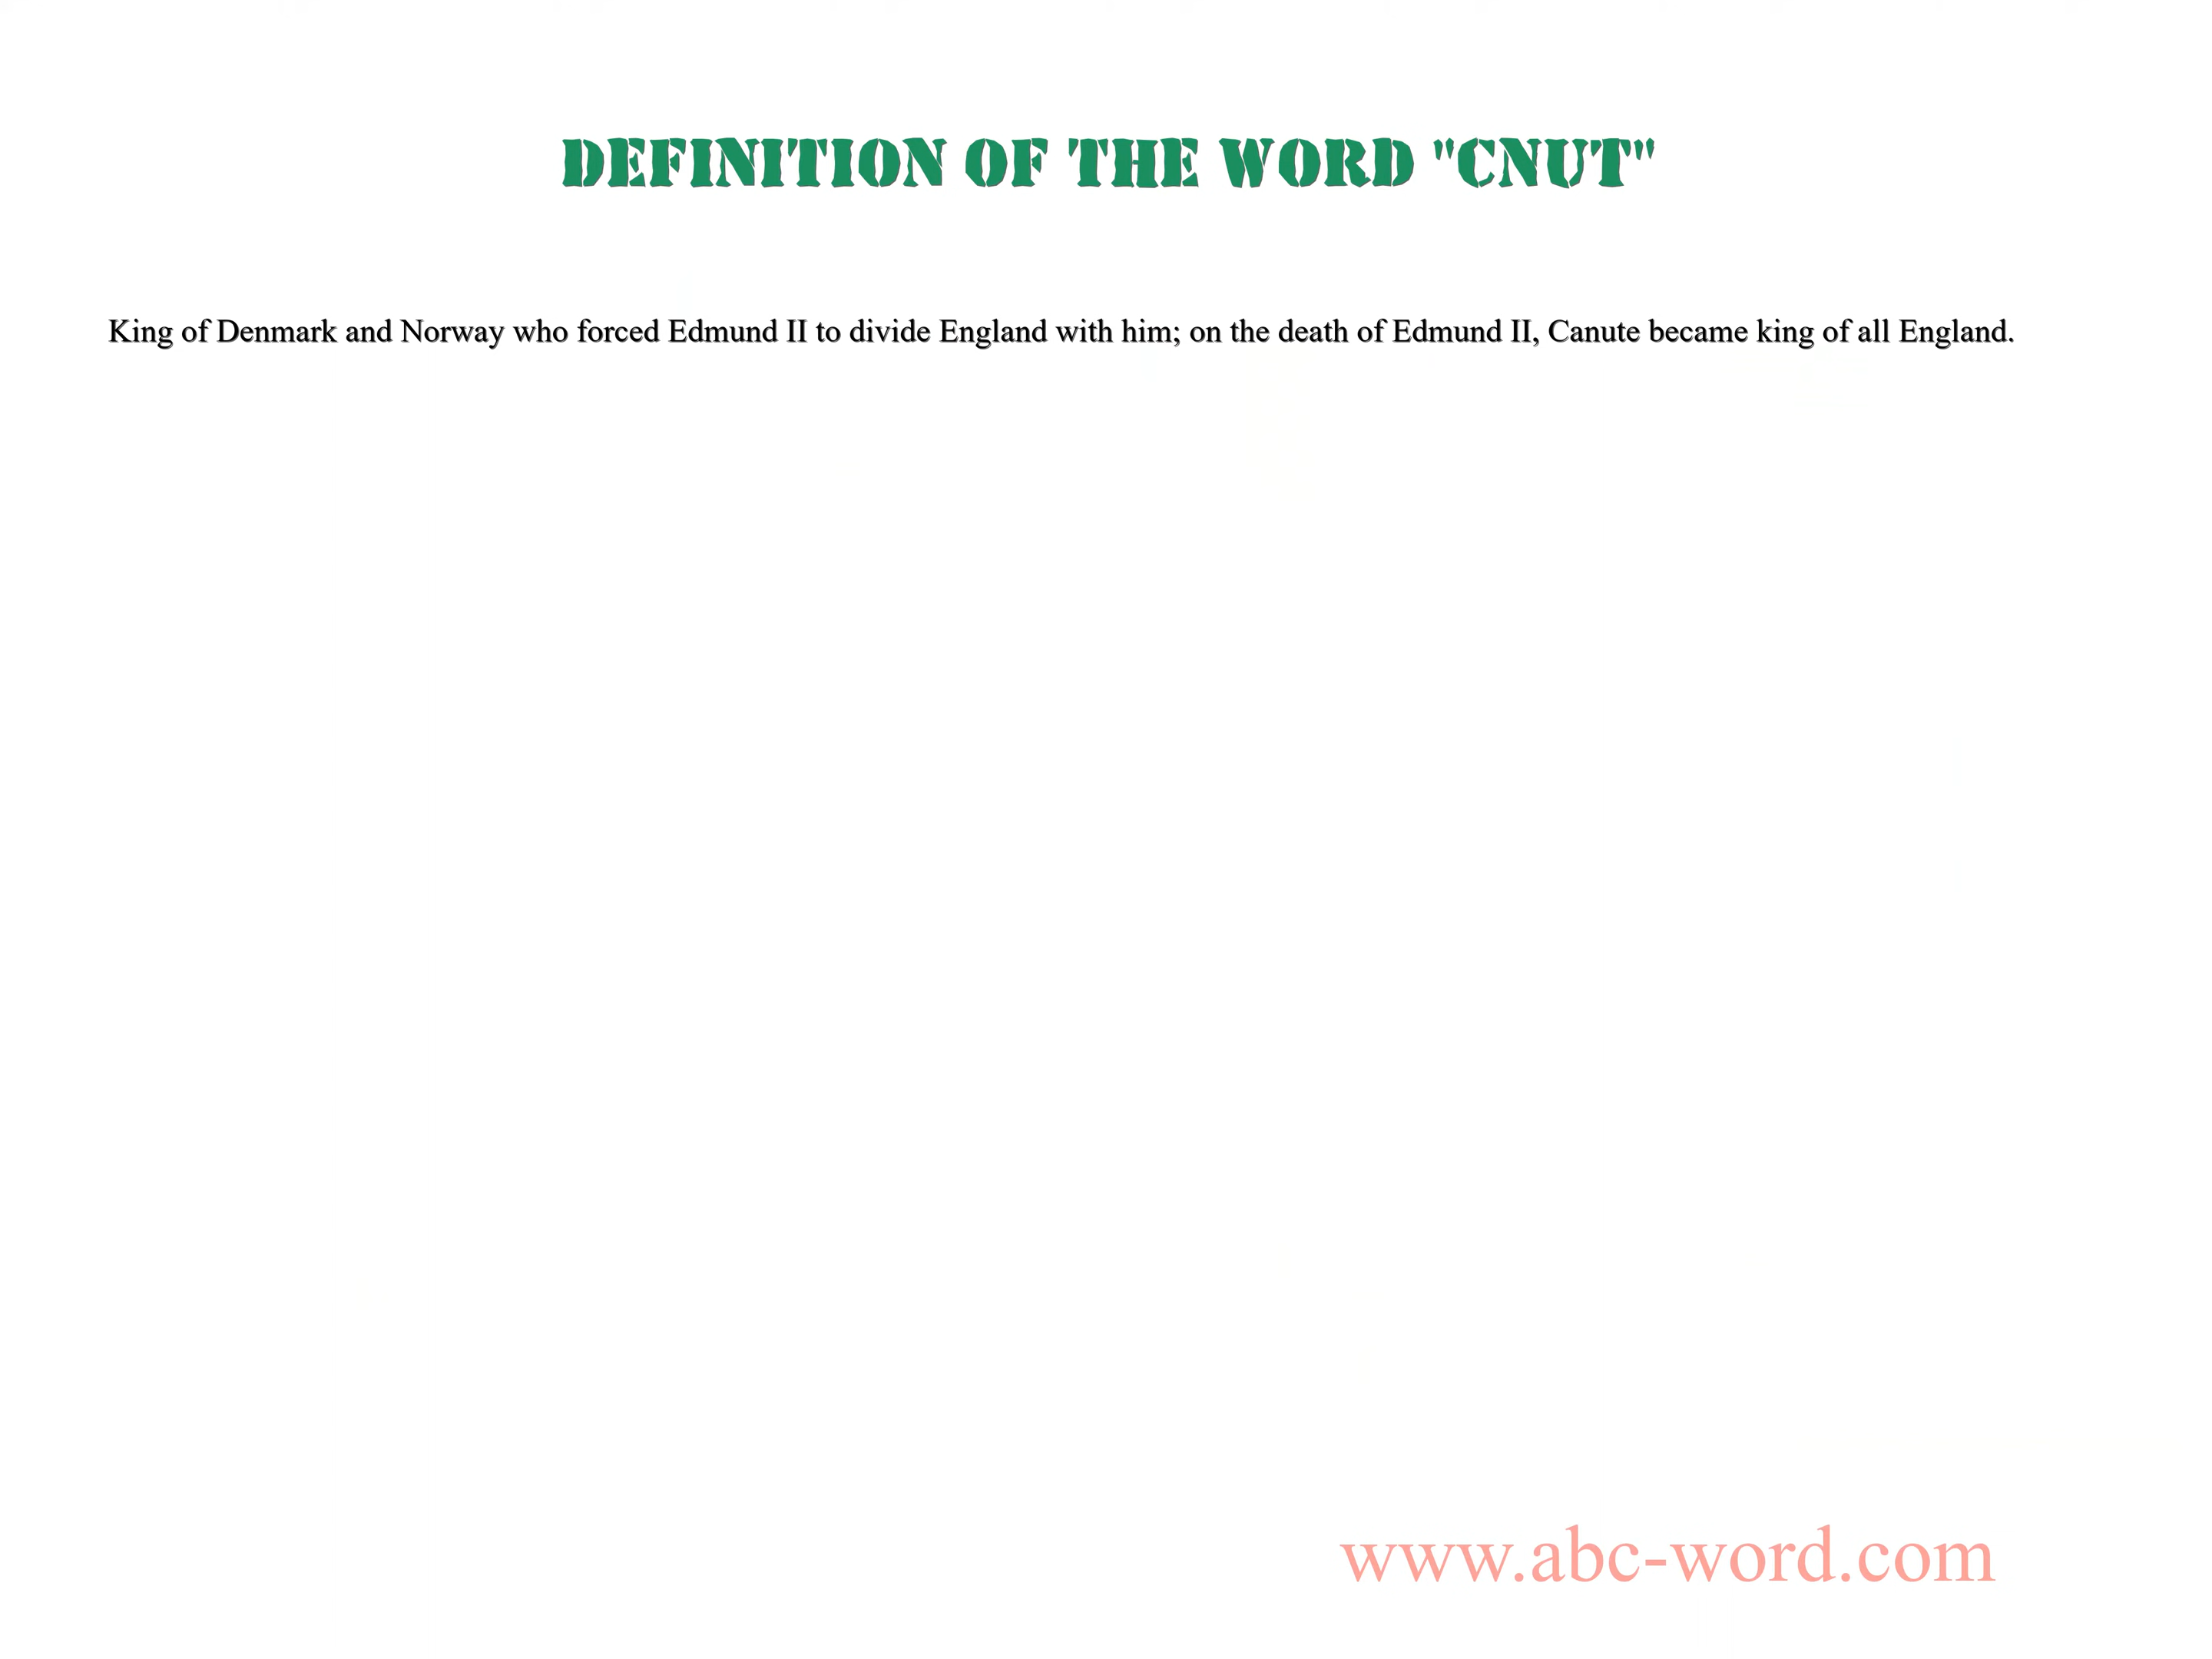 DEFINITION OF THE WORD "CNUT"
King of Denmark and Norway who forced Edmund II to divide England with him; on the death of Edmund II, Canute became king of all England.
www.abc-word.com